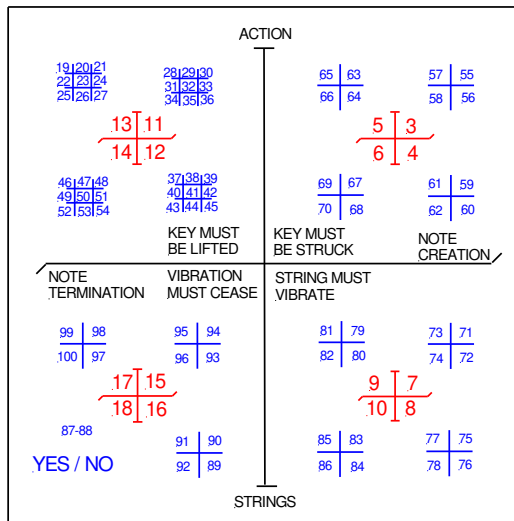 ACTION
19 20 21
22 23 24
25 26 27
28 29 30
31 32 33
34 35 36
65 63
66 64
57 55
58 56
13 11
14 12
5 3
6 4
46 47 48
49 50 51
52 53 54
37 38 39
40 41 42
43 44 45
69 67
70 68
61 59
62 60
KEY MUST
BE LIFTED
KEY MUST
BE STRUCK
NOTE
CREATION
NOTE
TERMINATION
VIBRATION
MUST CEASE
STRING MUST
VIBRATE
99 98
100 97
95 94
96 93
81 79
82 80
73 71
74 72
17 15
18 16
9 7
10 8
87-88
YES / NO
91 90
92 89
85 83
86 84
77 75
78 76
STRINGS